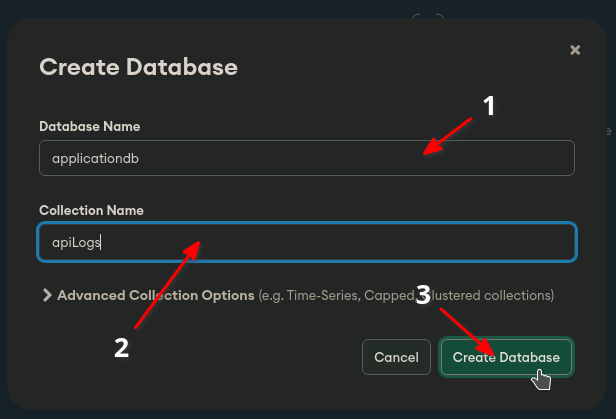 Create Database
1
Database Name
applicationdb
Collection Name
apiLogs
Advanced Collection Options (e.g. Time-Series, Capped, Clustered collections)
3
2
Cancel
Create Database